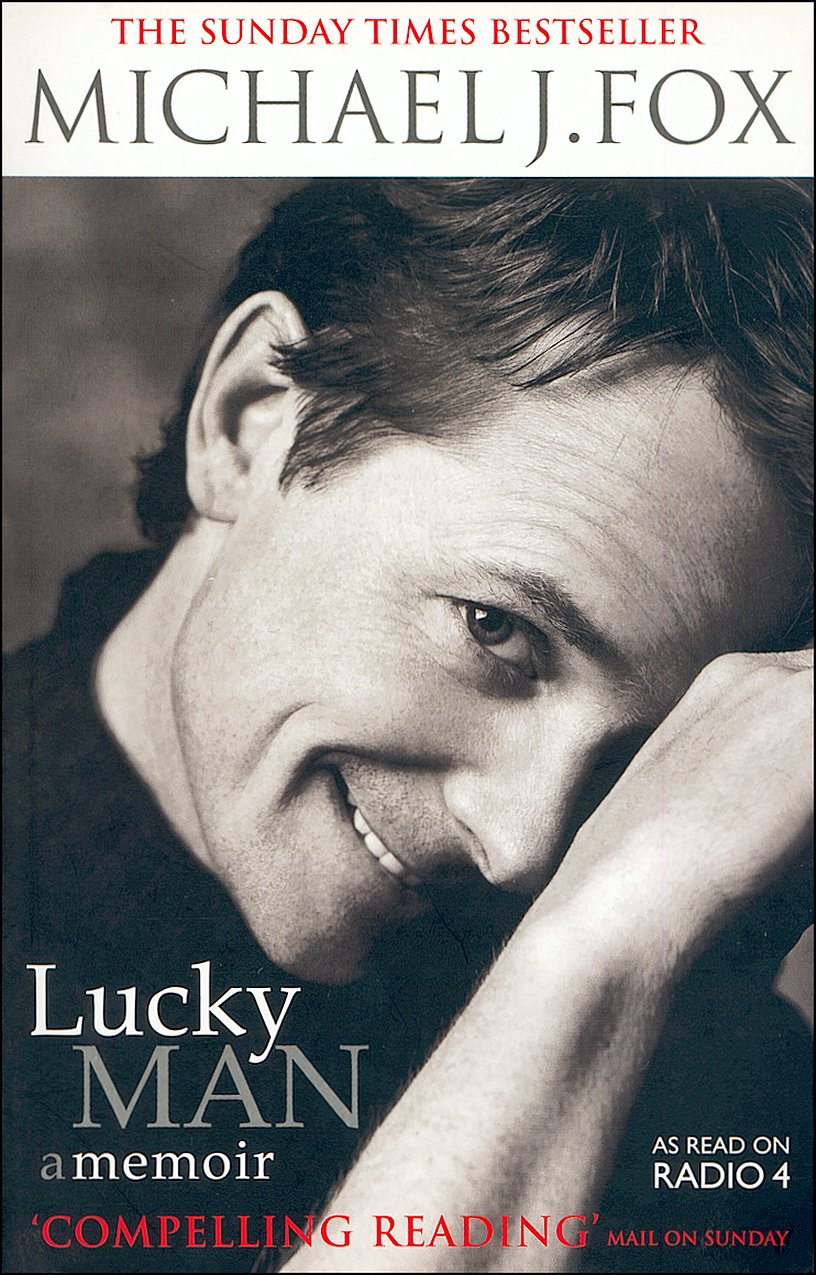 THE SUNDAY TIMES BESTSELLER
MICHAEL J. FOX
Lucky
MAN
a memoir
AS READ ON
RADIO 4
‘COMPELLING READING’ MAIL ON SUNDAY